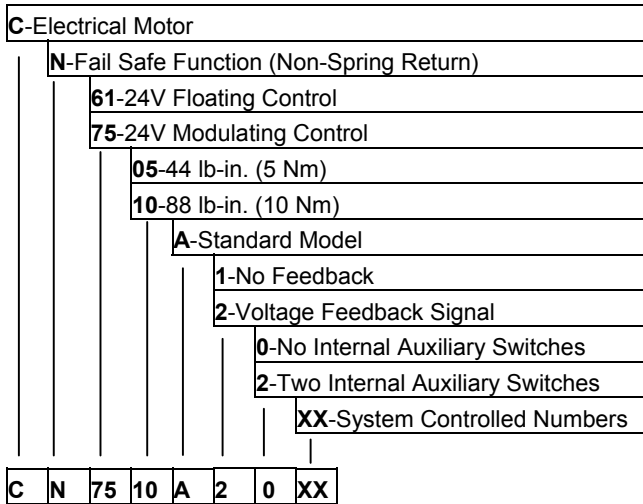 C-Electrical Motor
N-Fail Safe Function (Non-Spring Return)
61-24V Floating Control
75-24V Modulating Control
05-44 lb-in. (5 Nm)
10-88 lb-in. (10 Nm)
A-Standard Model
1-No Feedback
2-Voltage Feedback Signal
0-No Internal Auxiliary Switches
2-Two Internal Auxiliary Switches
XX-System Controlled Numbers
C N 75 10 A 2 0 XX